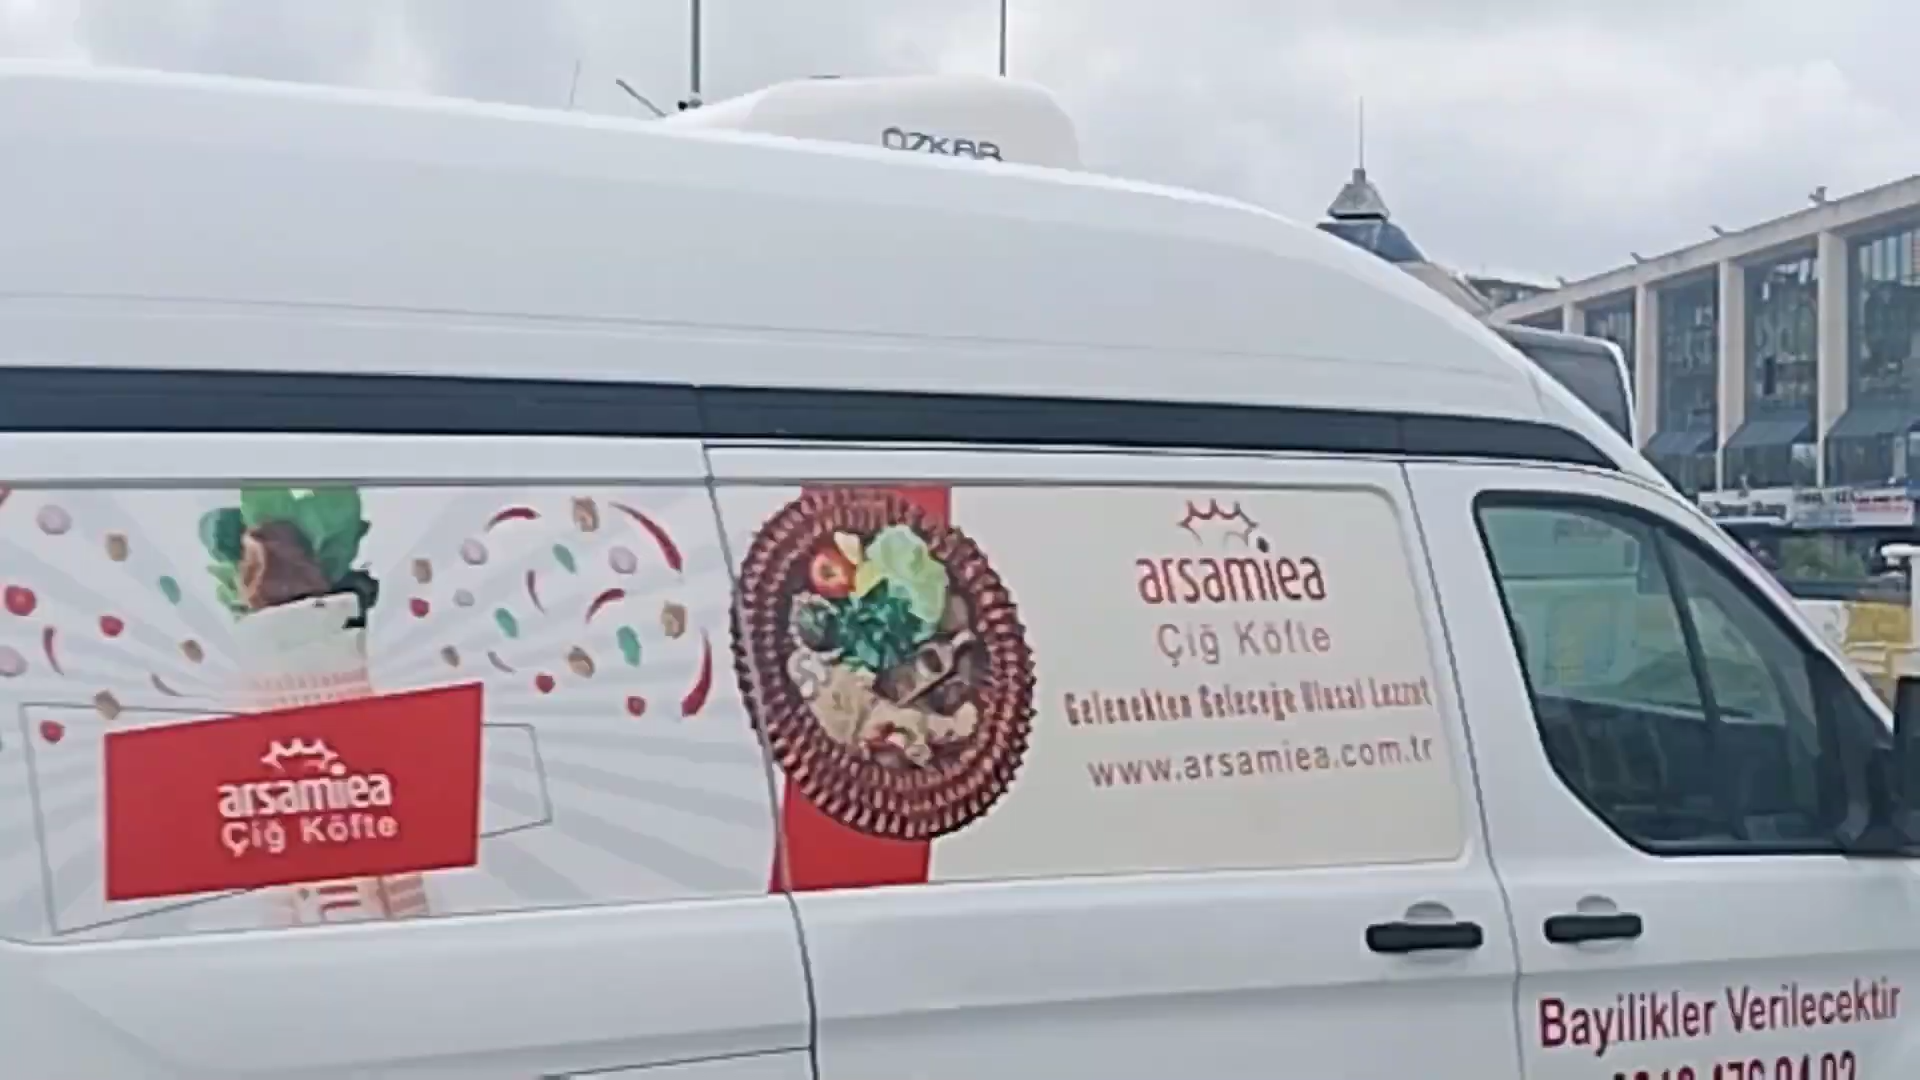 ÖZKAR
arsamiea
Çiğ Köfte
arsamiea
Çiğ Köfte
Gelenekten Geleceğe Ulusal Lezzet
www.arsamiea.com.tr
Bayilikler Verilecektir